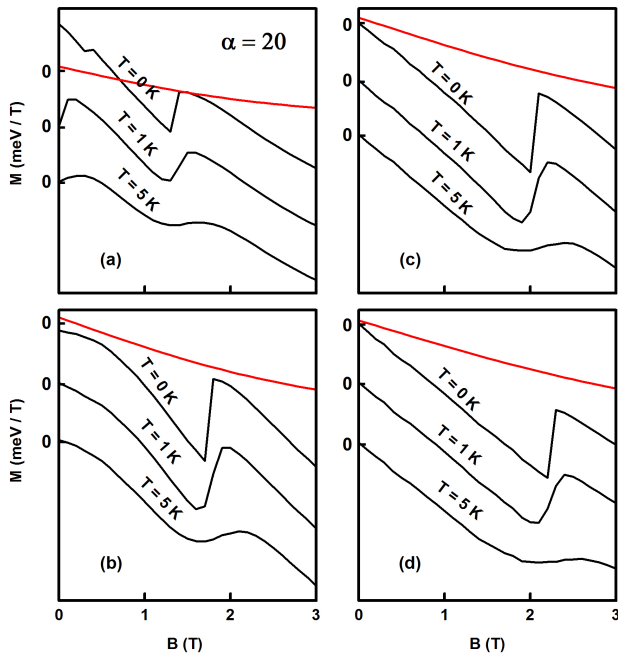 α = 20
M (meV / T)
0
0
0
T = 0 K
T = 1 K
T = 5 K
(a)
0
0
0
T = 0 K
T = 1 K
T = 5 K
(c)
M (meV / T)
0
0
0
T = 0 K
T = 1 K
T = 5 K
(b)
0 1 2 3
B (T)
0
0
0
T = 0 K
T = 1 K
T = 5 K
(d)
0 1 2 3
B (T)